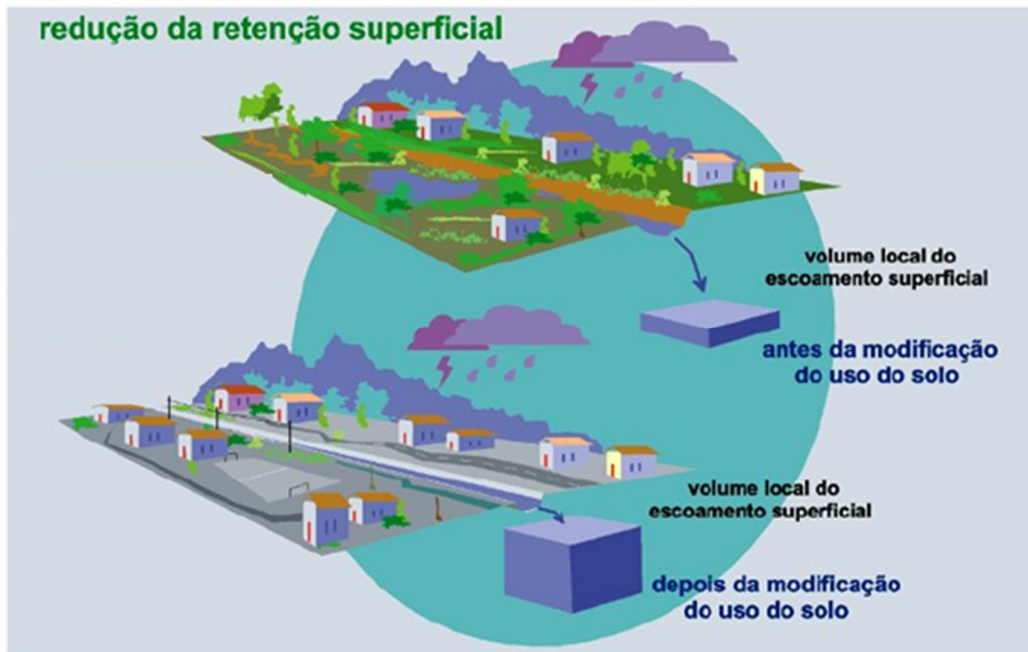 redução da retenção superficial
volume local do
escoamento superficial
antes da modificação
do uso do solo
volume local do
escoamento superficial
depois da modificação
do uso do solo